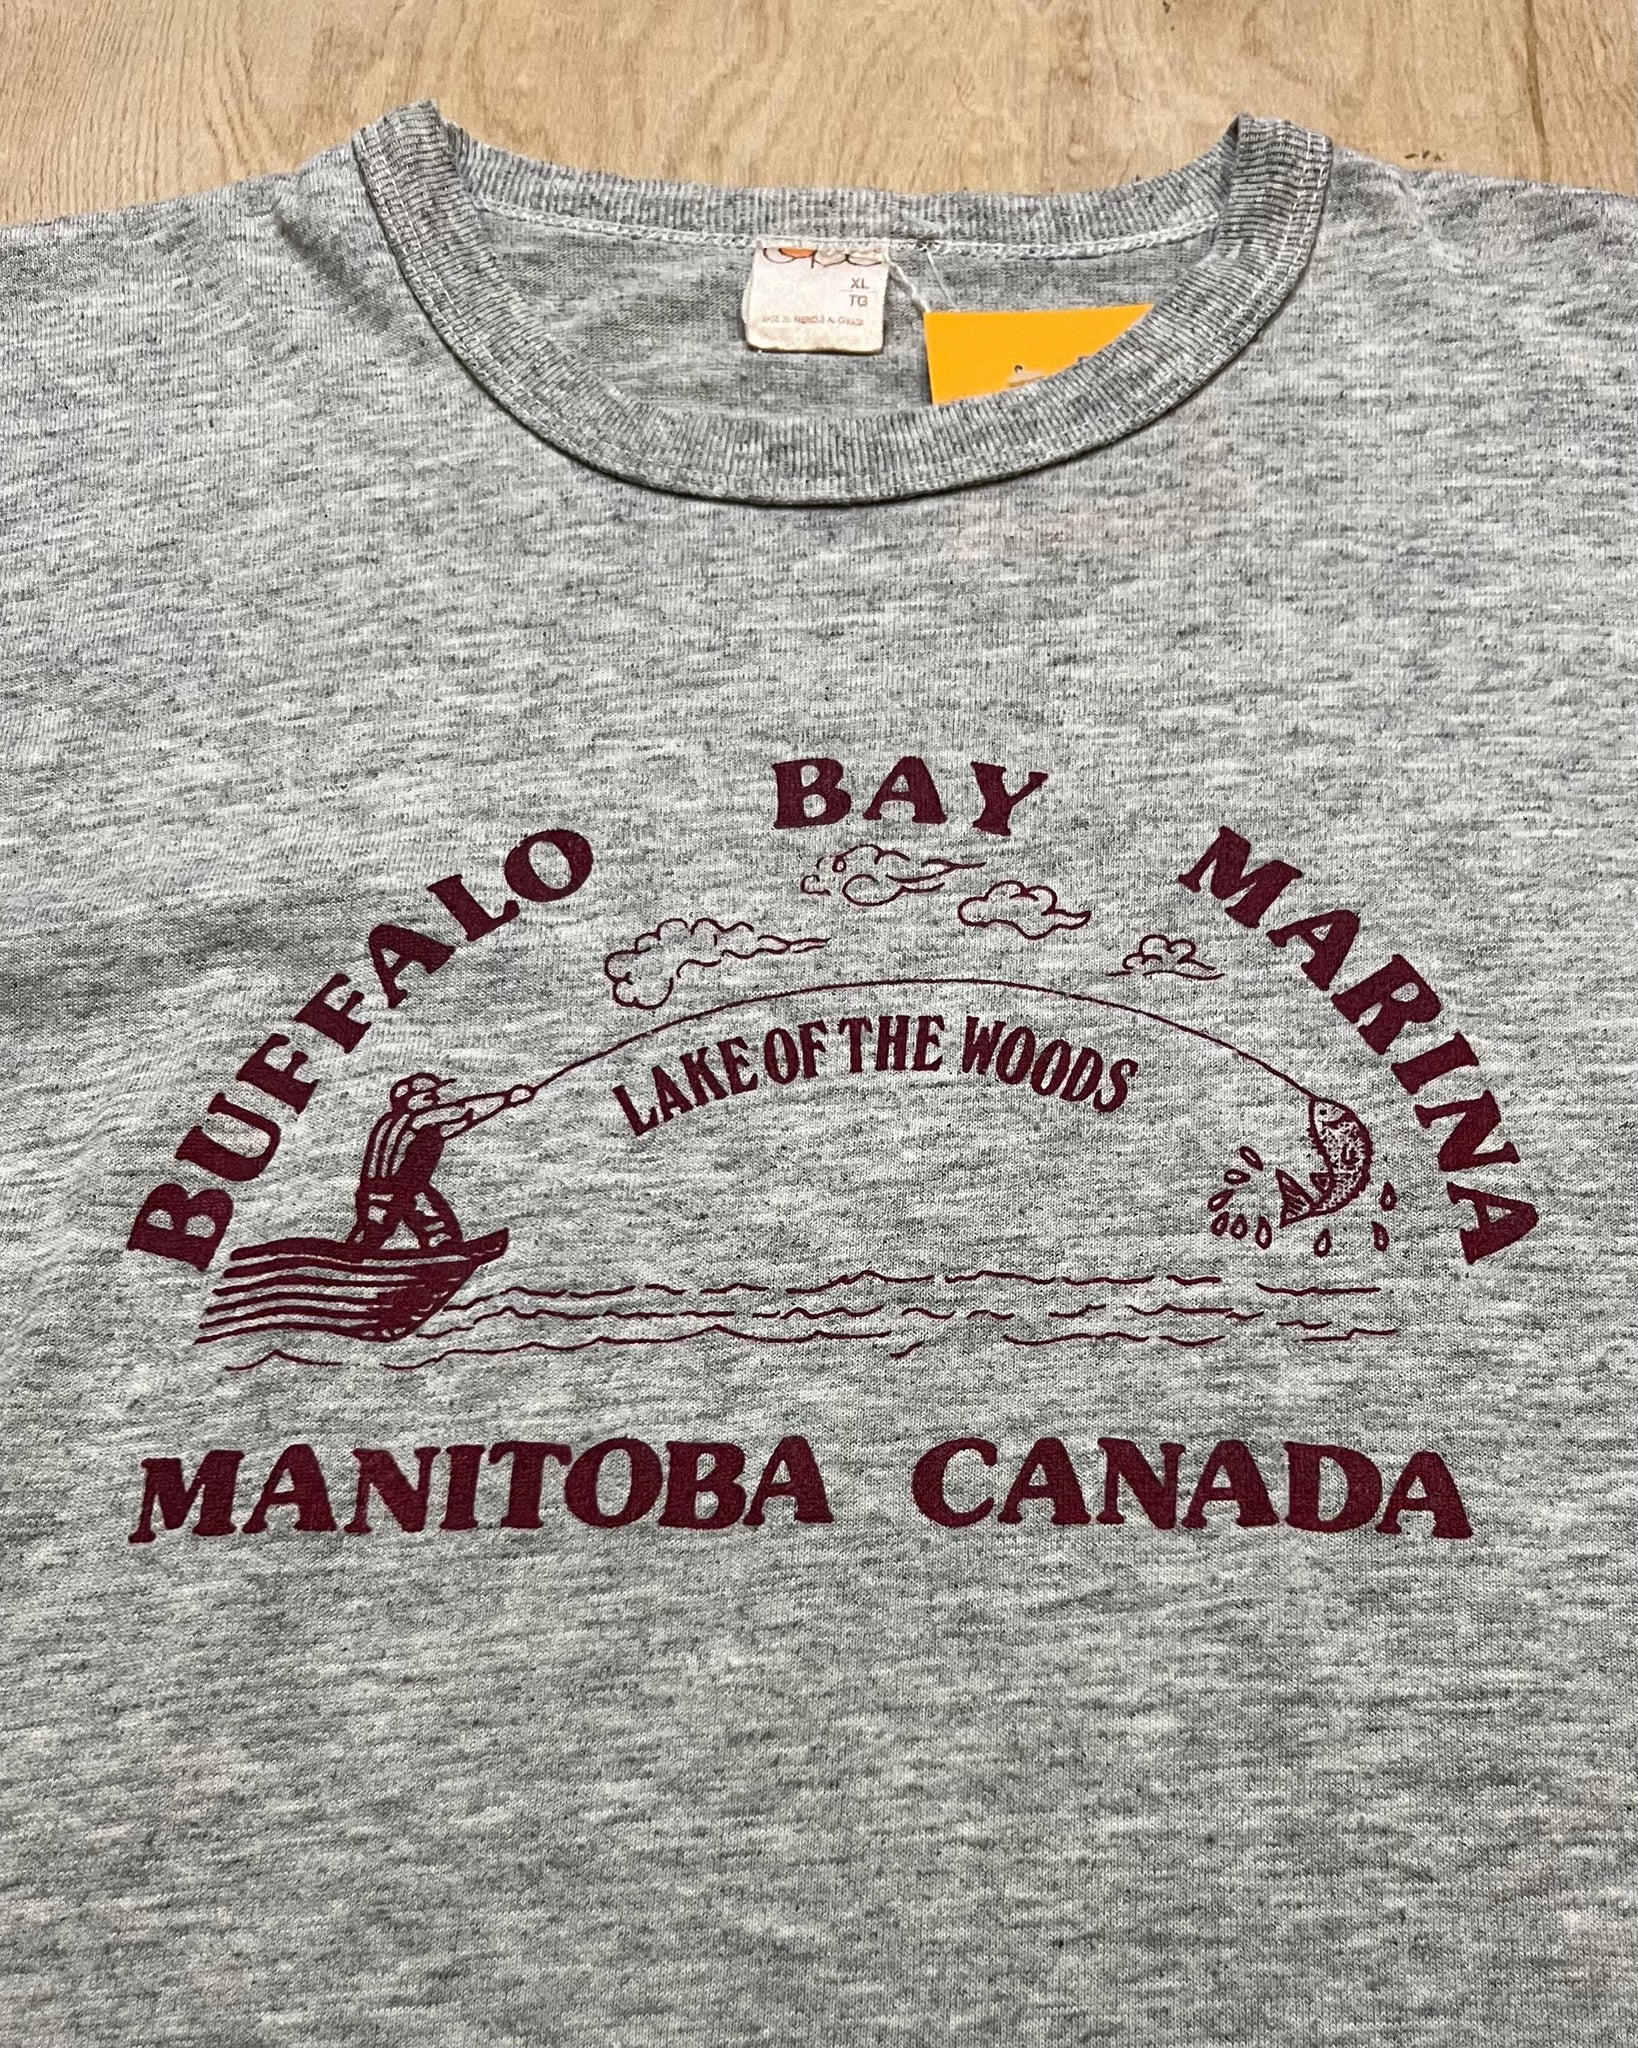 XL
TG
BUFFALO BAY MARINA
LAKE OF THE WOODS
MANITOBA CANADA